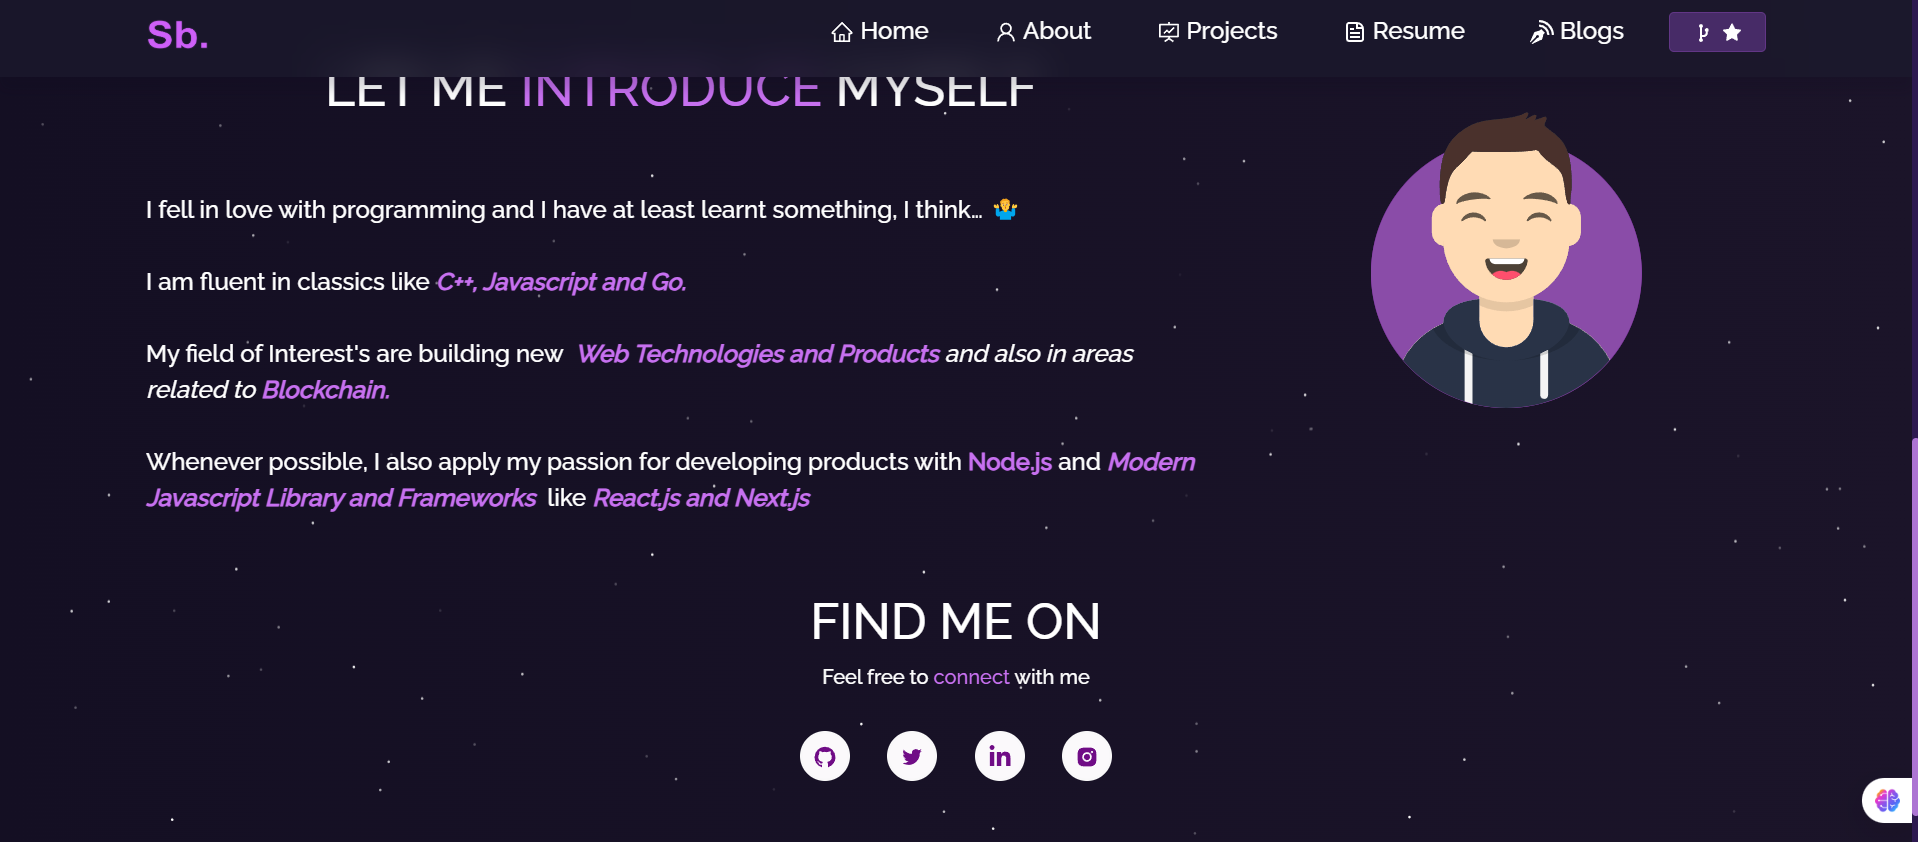 Sb.
Home
About
Projects
Resume
Blogs
LET ME INTRODUCE MYSELF
I fell in love with programming and I have at least learnt something, I think… 🤷‍♂️
I am fluent in classics like C++, Javascript and Go.
My field of Interest's are building new Web Technologies and Products and also in areas
related to Blockchain.
Whenever possible, I also apply my passion for developing products with Node.js and Modern
Javascript Library and Frameworks like React.js and Next.js
FIND ME ON
Feel free to connect with me
in